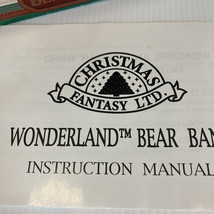 CHRISTMAS
FANTASY LTD.
WONDERLAND™ BEAR BAN
INSTRUCTION MANUAL